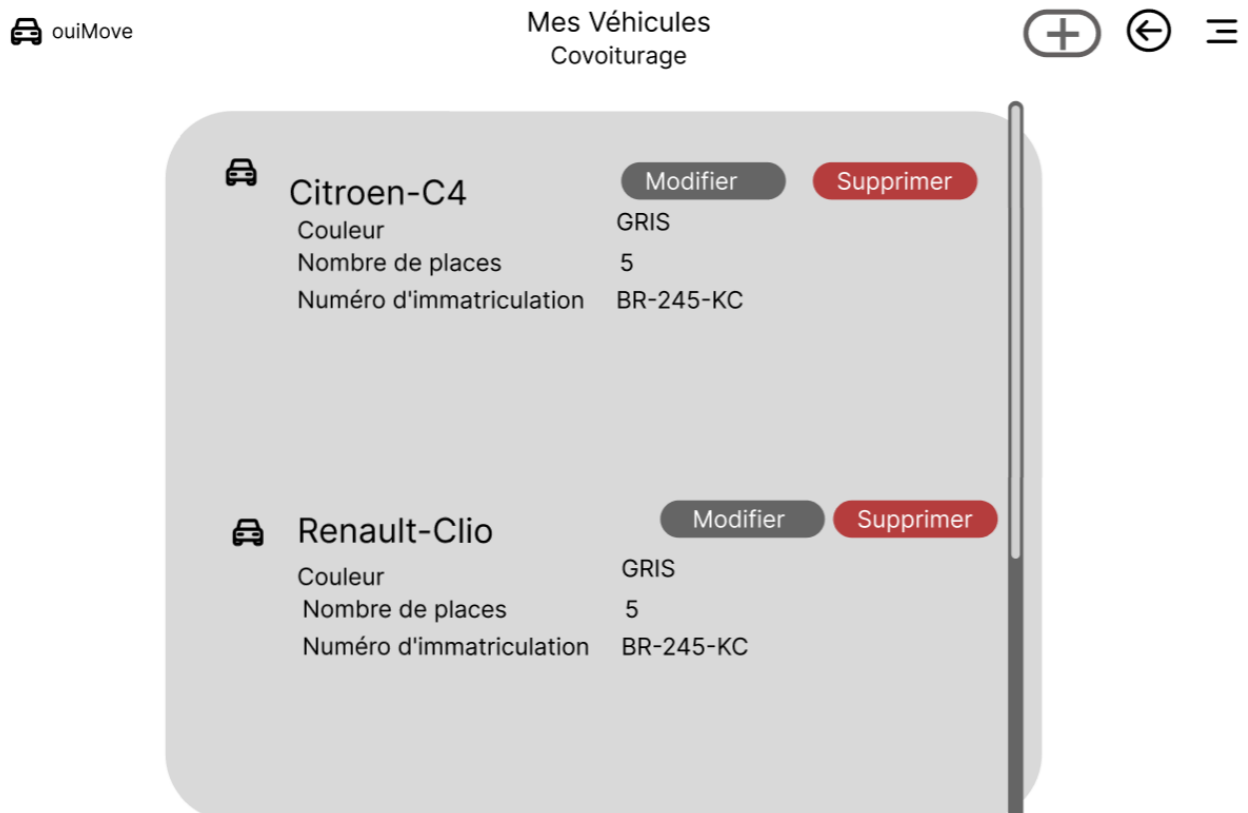 ouiMove
Mes Véhicules
Covoiturage
Citroen-C4
Modifier
Supprimer
Couleur
GRIS
Nombre de places
5
Numéro d'immatriculation
BR-245-KC
Renault-Clio
Modifier
Supprimer
Couleur
GRIS
Nombre de places
5
Numéro d'immatriculation
BR-245-KC